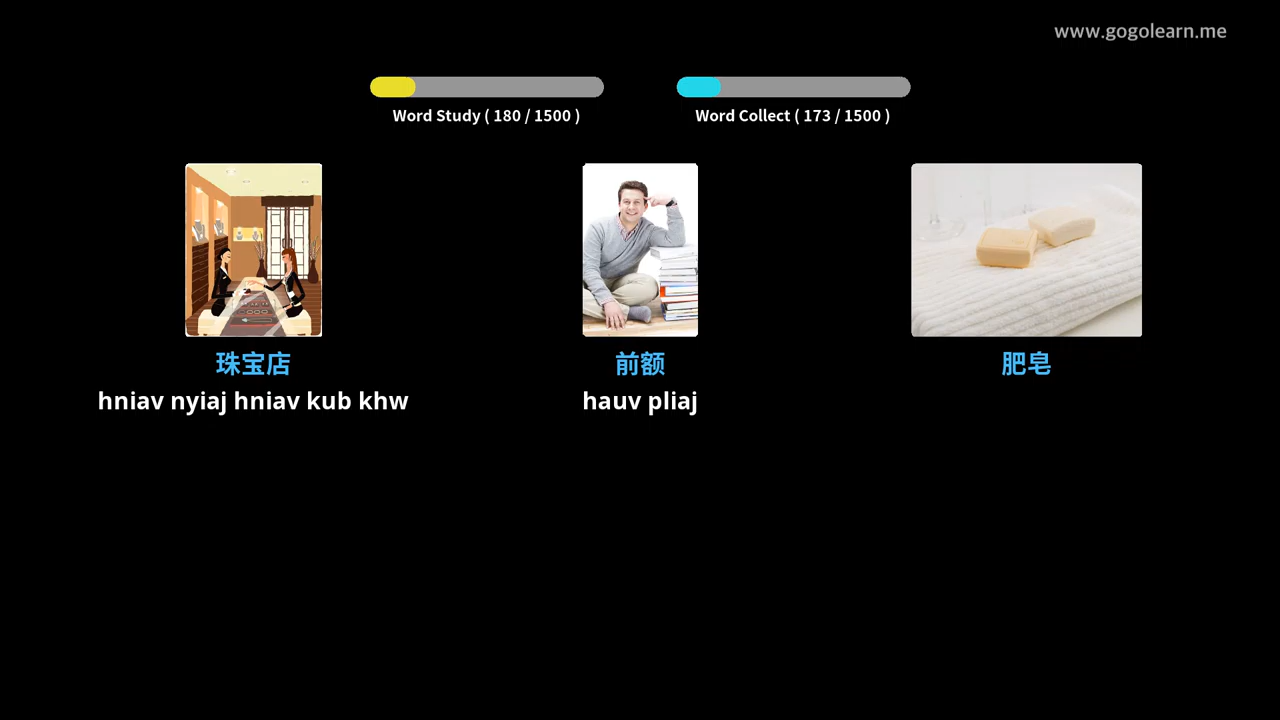 www.gogolearn.me
Word Study ( 180 / 1500 )
Word Collect ( 173 / 1500 )
珠宝店
前额
肥皂
hniav nyiaj hniav kub khw
hauv pliaj